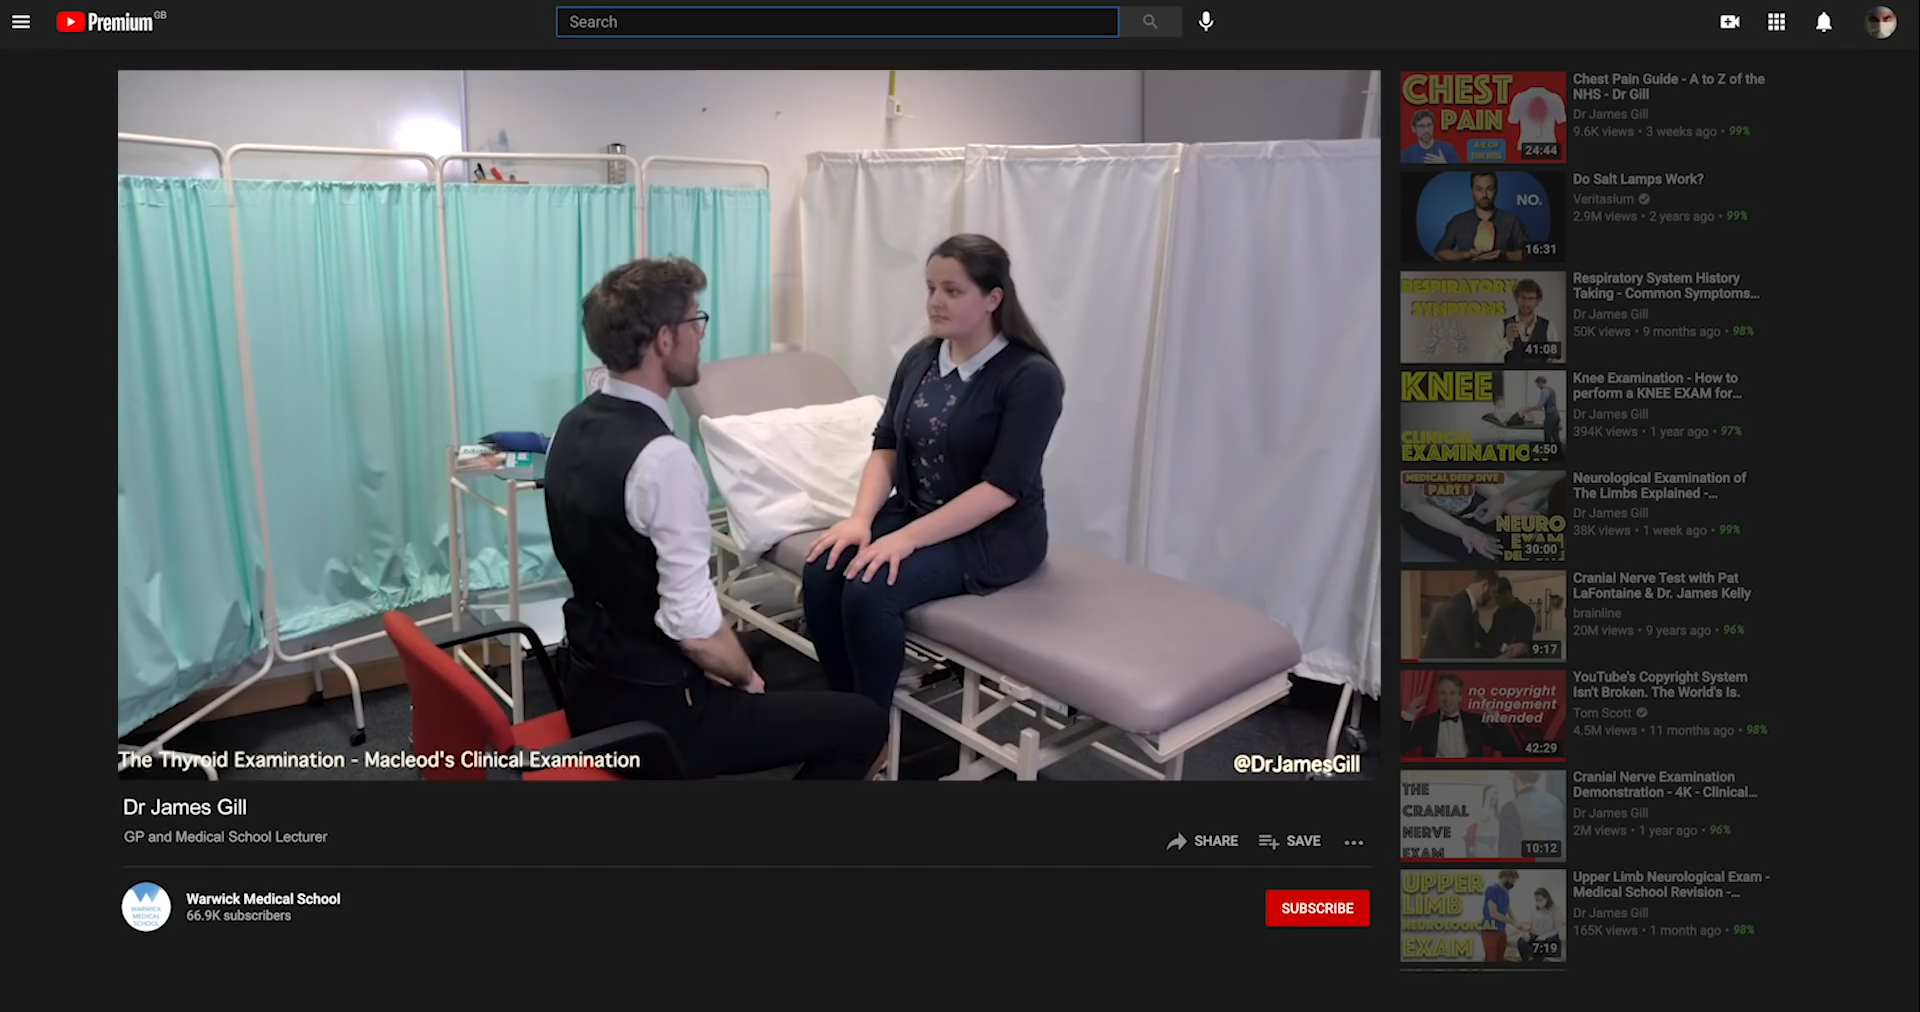 Premium GB
Search
The Thyroid Examination - Macleod's Clinical Examination
@DrJamesGill
Dr James Gill
GP and Medical School Lecturer
SHARE
SAVE
Warwick Medical School
66.9K subscribers
SUBSCRIBE
WARWICK
MEDICAL
SCHOOL
CHEST
PAIN
A-Z OF
THE NHS
24:44
Chest Pain Guide - A to Z of the
NHS - Dr Gill
Dr James Gill
9.6K views • 3 weeks ago • 99%
NO.
16:31
Do Salt Lamps Work?
Veritasium
2.9M views • 2 years ago • 99%
RESPIRATORY
SYMPTOMS
41:08
Respiratory System History
Taking - Common Symptoms...
Dr James Gill
50K views • 9 months ago • 98%
KNEE
CLINICAL
EXAMINATIO
4:50
Knee Examination - How to
perform a KNEE EXAM for...
Dr James Gill
394K views • 1 year ago • 97%
MEDICAL DEEP DIVE
PART 1
NEURO
EXAM
30:00
Neurological Examination of
The Limbs Explained -...
Dr James Gill
38K views • 1 week ago • 99%
9:17
Cranial Nerve Test with Pat
LaFontaine & Dr. James Kelly
brainline
20M views • 9 years ago • 96%
no copyright
infringement
intended
42:29
YouTube's Copyright System
Isn't Broken. The World's Is.
Tom Scott
4.5M views • 11 months ago • 98%
THE
CRANIAL
NERVE
EXAM
10:12
Cranial Nerve Examination
Demonstration - 4K - Clinical...
Dr James Gill
2M views • 1 year ago • 96%
UPPER
LIMB
NEUROLOGICAL
EXAM
7:19
Upper Limb Neurological Exam -
Medical School Revision -...
Dr James Gill
165K views • 1 month ago • 98%